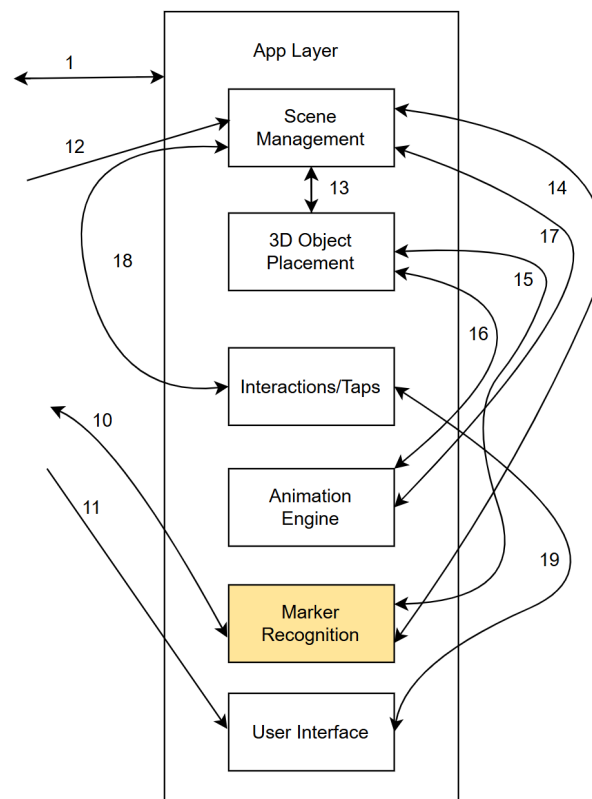 App Layer
1
Scene
Management
12
13
14
3D Object
Placement
17
18
15
16
Interactions/Taps
10
11
Animation
Engine
19
Marker
Recognition
User Interface